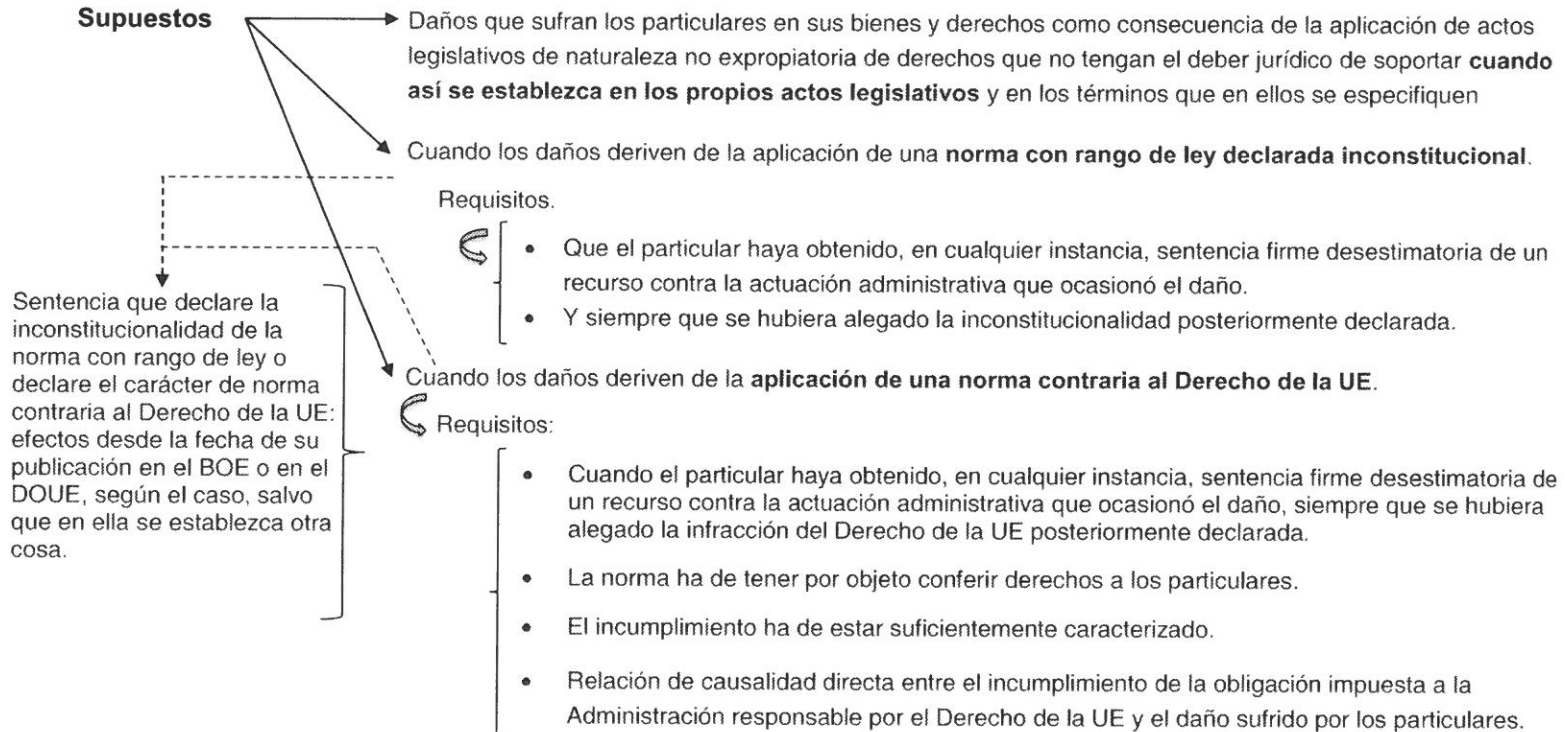 Supuestos
Daños que sufran los particulares en sus bienes y derechos como consecuencia de la aplicación de actos
legislativos de naturaleza no expropiatoria de derechos que no tengan el deber jurídico de soportar cuando
así se establezca en los propios actos legislativos y en los términos que en ellos se especifiquen
Cuando los daños deriven de la aplicación de una norma con rango de ley declarada inconstitucional.
Requisitos.
• Que el particular haya obtenido, en cualquier instancia, sentencia firme desestimatoria de un
recurso contra la actuación administrativa que ocasionó el daño.
• Y siempre que se hubiera alegado la inconstitucionalidad posteriormente declarada.
Sentencia que declare la
inconstitucionalidad de la
norma con rango de ley o
declare el carácter de norma
contraria al Derecho de la UE:
efectos desde la fecha de su
publicación en el BOE o en el
DOUE, según el caso, salvo
que en ella se establezca otra
cosa.
Cuando los daños deriven de la aplicación de una norma contraria al Derecho de la UE.
Requisitos:
• Cuando el particular haya obtenido, en cualquier instancia, sentencia firme desestimatoria de
un recurso contra la actuación administrativa que ocasionó el daño, siempre que se hubiera
alegado la infracción del Derecho de la UE posteriormente declarada.
• La norma ha de tener por objeto conferir derechos a los particulares.
• El incumplimiento ha de estar suficientemente caracterizado.
• Relación de causalidad directa entre el incumplimiento de la obligación impuesta a la
Administración responsable por el Derecho de la UE y el daño sufrido por los particulares.